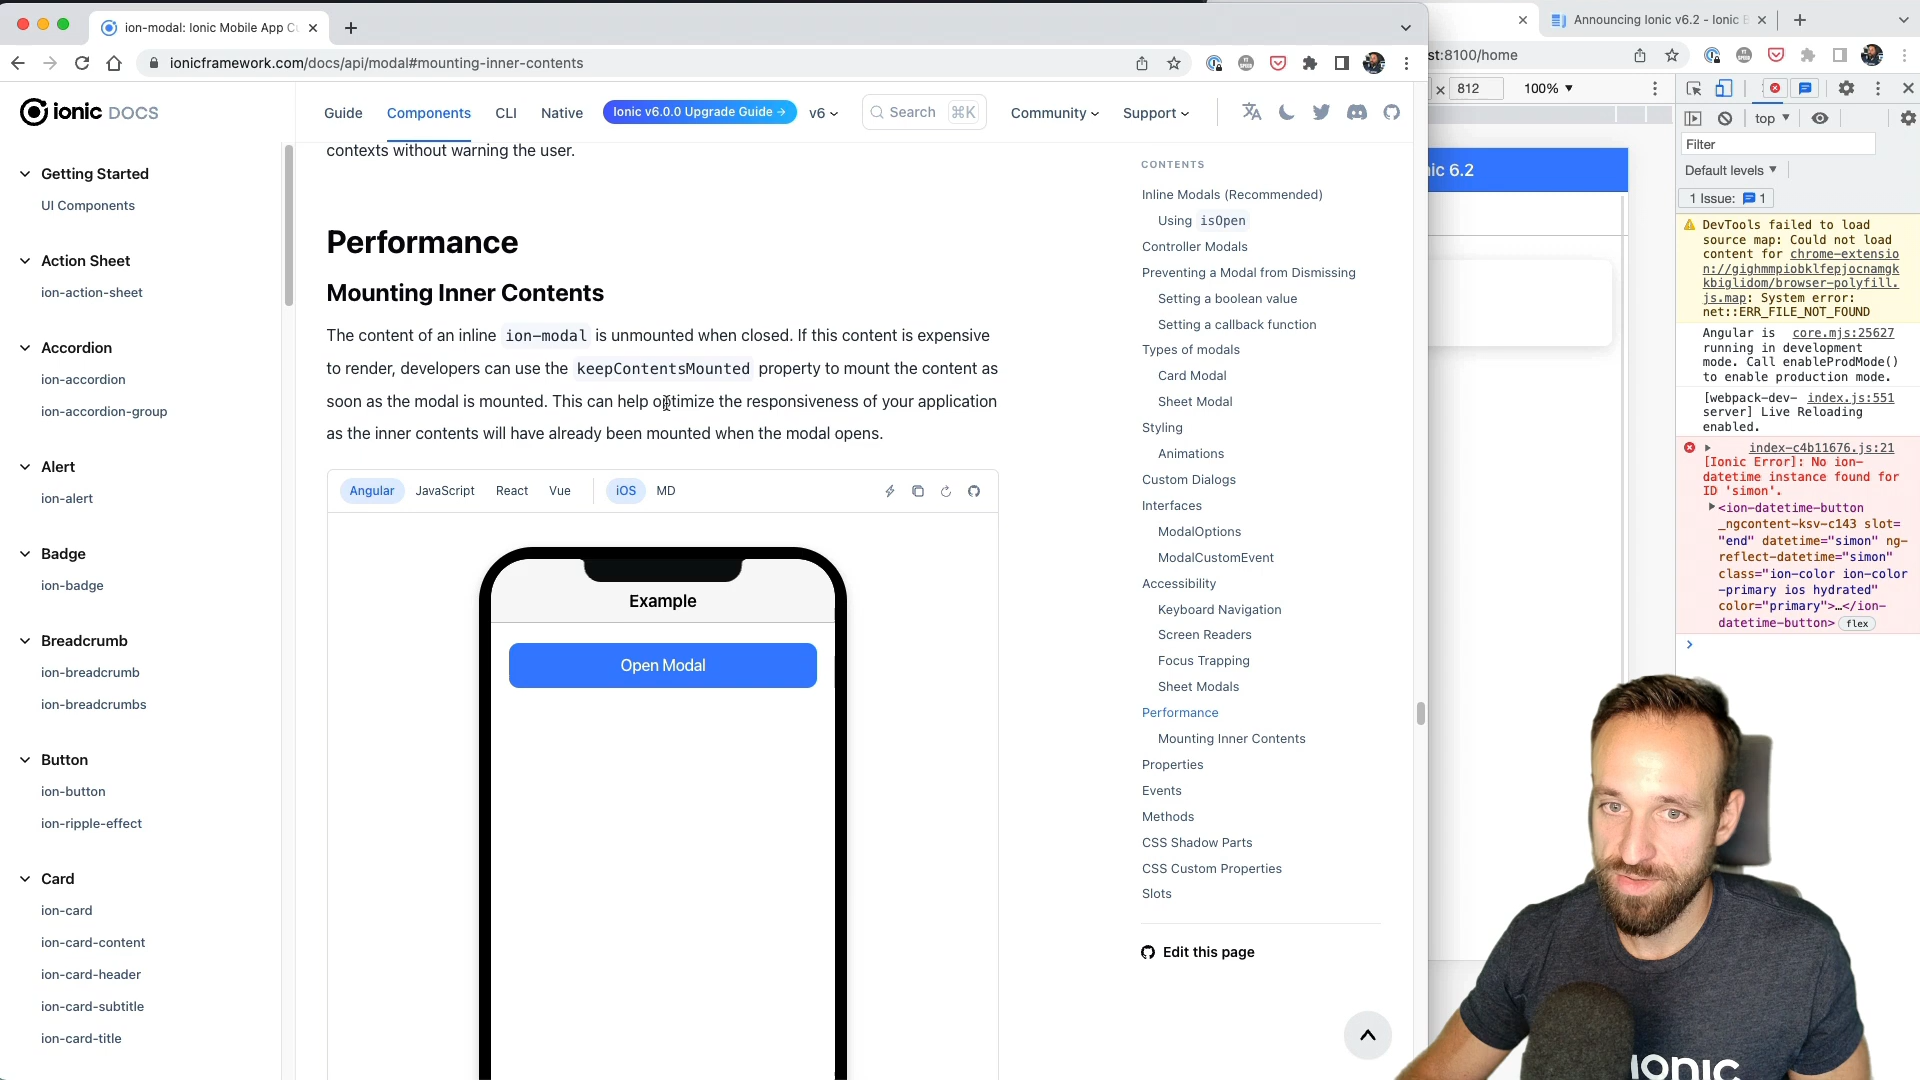 ion-modal: Ionic Mobile App C
Announcing Ionic v6.2 - Ionic
ionicframework.com/docs/api/modal#mounting-inner-contents
st:8100/home
ionic DOCS
Guide
Components
CLI
Native
Ionic v6.0.0 Upgrade Guide →
v6
Search
⌘K
Community
Support
812
100%
top
Filter
Default levels
1 Issue:
1
Getting Started
UI Components
Action Sheet
ion-action-sheet
Accordion
ion-accordion
ion-accordion-group
Alert
ion-alert
Badge
ion-badge
Breadcrumb
ion-breadcrumb
ion-breadcrumbs
Button
ion-button
ion-ripple-effect
Card
ion-card
ion-card-content
ion-card-header
ion-card-subtitle
ion-card-title
contexts without warning the user.
Performance
Mounting Inner Contents
The content of an inline ion-modal is unmounted when closed. If this content is expensive
to render, developers can use the keepContentsMounted property to mount the content as
soon as the modal is mounted. This can help optimize the responsiveness of your application
as the inner contents will have already been mounted when the modal opens.
Angular
JavaScript
React
Vue
iOS
MD
Example
Open Modal
CONTENTS
Inline Modals (Recommended)
Using isOpen
Controller Modals
Preventing a Modal from Dismissing
Setting a boolean value
Setting a callback function
Types of modals
Card Modal
Sheet Modal
Styling
Animations
Custom Dialogs
Interfaces
ModalOptions
ModalCustomEvent
Accessibility
Keyboard Navigation
Screen Readers
Focus Trapping
Sheet Modals
Performance
Mounting Inner Contents
Properties
Events
Methods
CSS Shadow Parts
CSS Custom Properties
Slots
Edit this page
ic 6.2
DevTools failed to load
source map: Could not load
content for chrome-extensio
n://gighmmpiobklfepjocnamgk
kbiglidom/browser-polyfill.
js.map: System error:
net::ERR_FILE_NOT_FOUND
Angular is core.mjs:25627
running in development
mode. Call enableProdMode()
to enable production mode.
[webpack-dev- index.js:551
server] Live Reloading
enabled.
index-c4b11676.js:21
[Ionic Error]: No ion-
datetime instance found for
ID 'simon'.
<ion-datetime-button
_ngcontent-ksv-c143 slot=
"end" datetime="simon" ng-
reflect-datetime="simon"
class="ion-color ion-color
-primary ios hydrated"
color="primary">…</ion-
datetime-button> flex
ionic